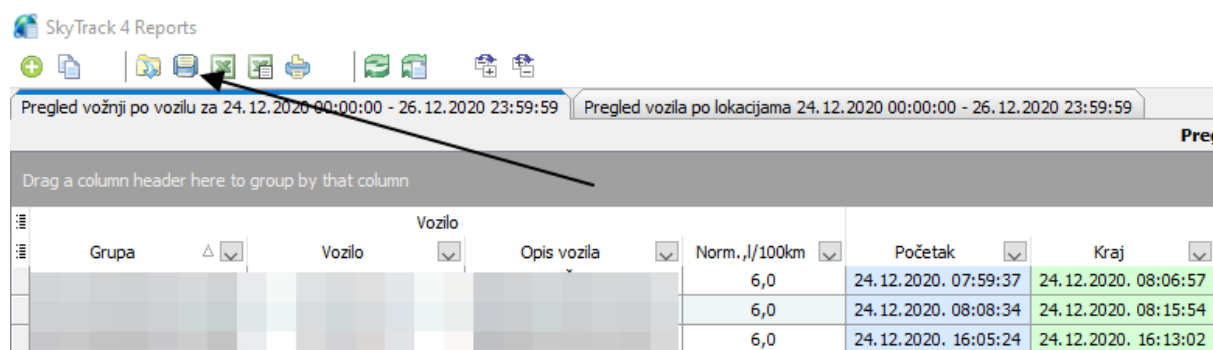 SkyTrack 4 Reports
Pregled vožnji po vozilu za 24.12.2020 00:00:00 - 26.12.2020 23:59:59 Pregled vozila po lokacijama 24.12.2020 00:00:00 - 26.12.2020 23:59:59
Drag a column header here to group by that column
Vozilo
Grupa Vozilo Opis vozila Norm.,l/100km Početak Kraj
6,0 24.12.2020. 07:59:37 24.12.2020. 08:06:57
6,0 24.12.2020. 08:08:34 24.12.2020. 08:15:54
6,0 24.12.2020. 16:05:24 24.12.2020. 16:13:02